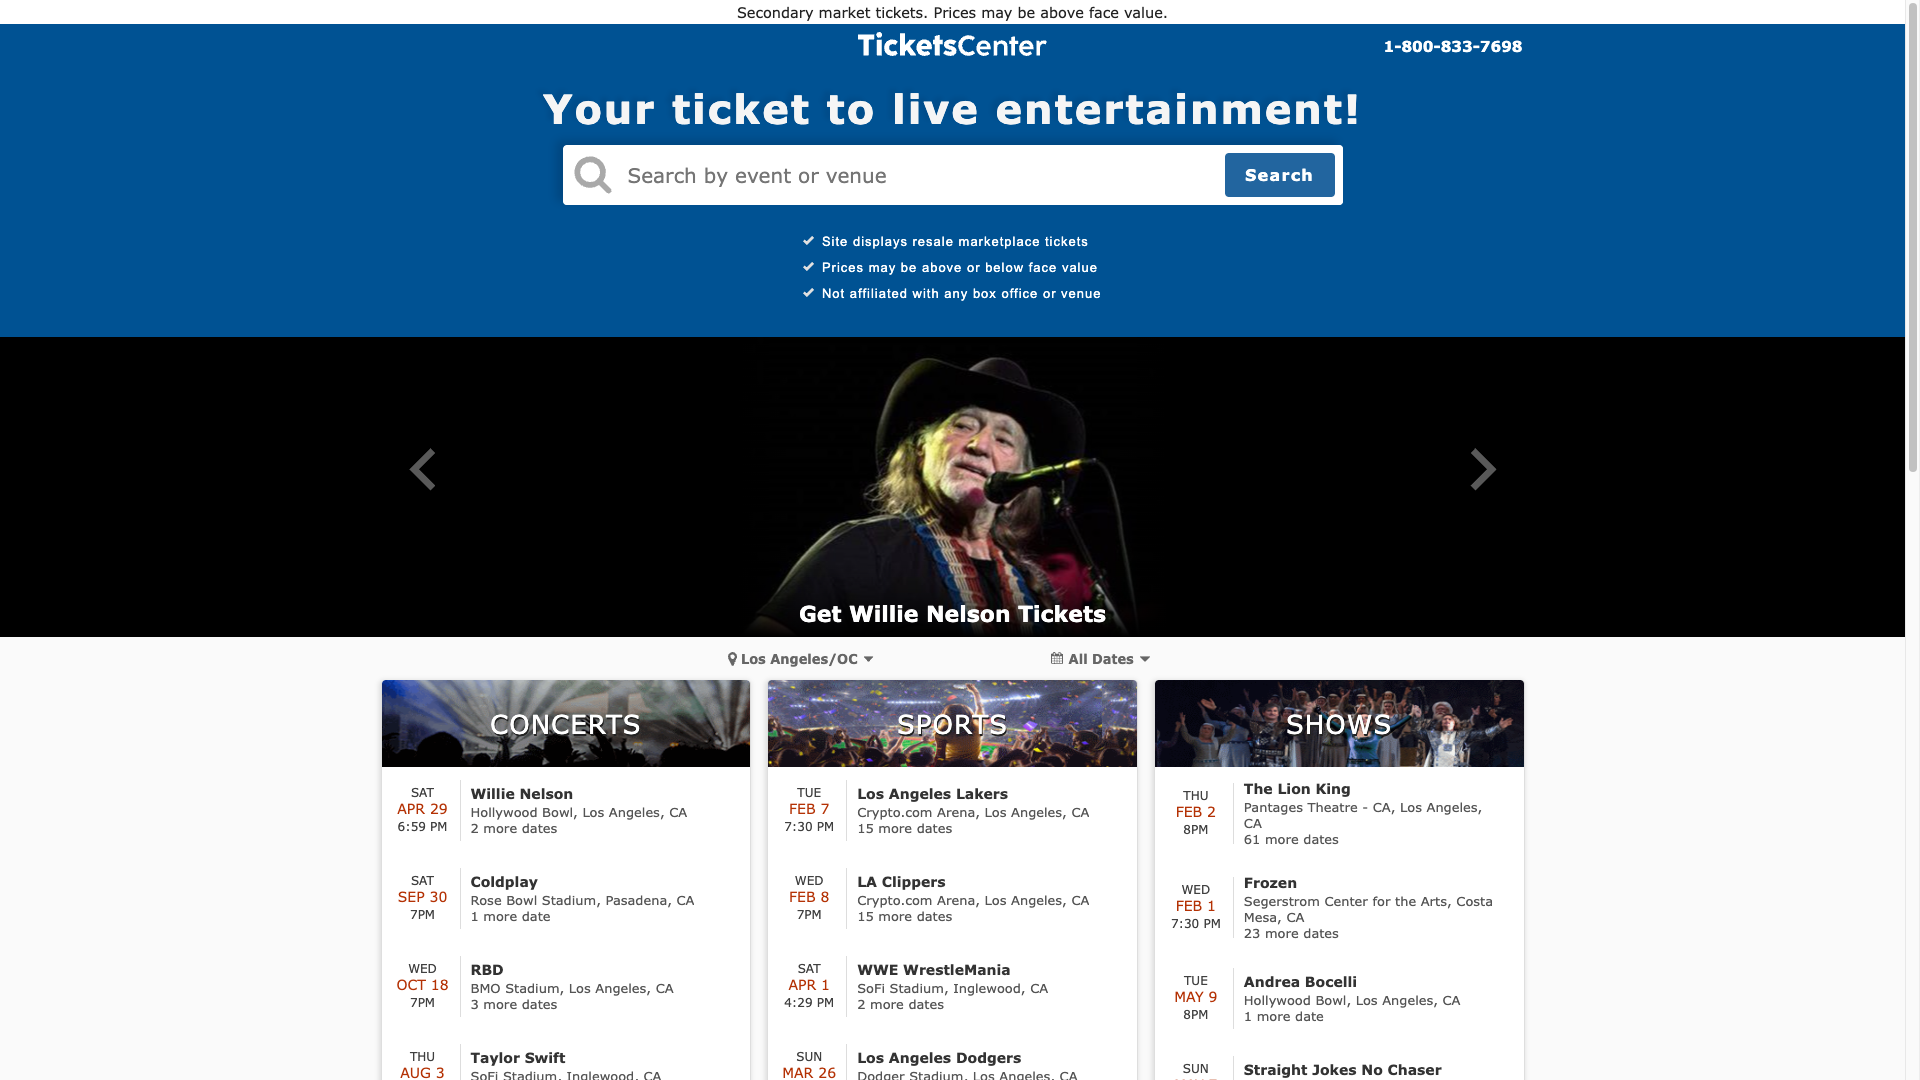 Secondary market tickets. Prices may be above face value.
TicketsCenter
1-800-833-7698
Your ticket to live entertainment!
Search by event or venue
Search
Site displays resale marketplace tickets
Prices may be above or below face value
Not affiliated with any box office or venue
Get Willie Nelson Tickets
Los Angeles/OC
All Dates
CONCERTS
SAT
APR 29
6:59 PM
Willie Nelson
Hollywood Bowl, Los Angeles, CA
2 more dates
SAT
SEP 30
7PM
Coldplay
Rose Bowl Stadium, Pasadena, CA
1 more date
WED
OCT 18
7PM
RBD
BMO Stadium, Los Angeles, CA
3 more dates
THU
AUG 3
Taylor Swift
SoFi Stadium, Inglewood, CA
SPORTS
TUE
FEB 7
7:30 PM
Los Angeles Lakers
Crypto.com Arena, Los Angeles, CA
15 more dates
WED
FEB 8
7PM
LA Clippers
Crypto.com Arena, Los Angeles, CA
15 more dates
SAT
APR 1
4:29 PM
WWE WrestleMania
SoFi Stadium, Inglewood, CA
2 more dates
SUN
MAR 26
Los Angeles Dodgers
Dodger Stadium, Los Angeles, CA
SHOWS
THU
FEB 2
8PM
The Lion King
Pantages Theatre - CA, Los Angeles,
CA
61 more dates
WED
FEB 1
7:30 PM
Frozen
Segerstrom Center for the Arts, Costa
Mesa, CA
23 more dates
TUE
MAY 9
8PM
Andrea Bocelli
Hollywood Bowl, Los Angeles, CA
1 more date
SUN
Straight Jokes No Chaser